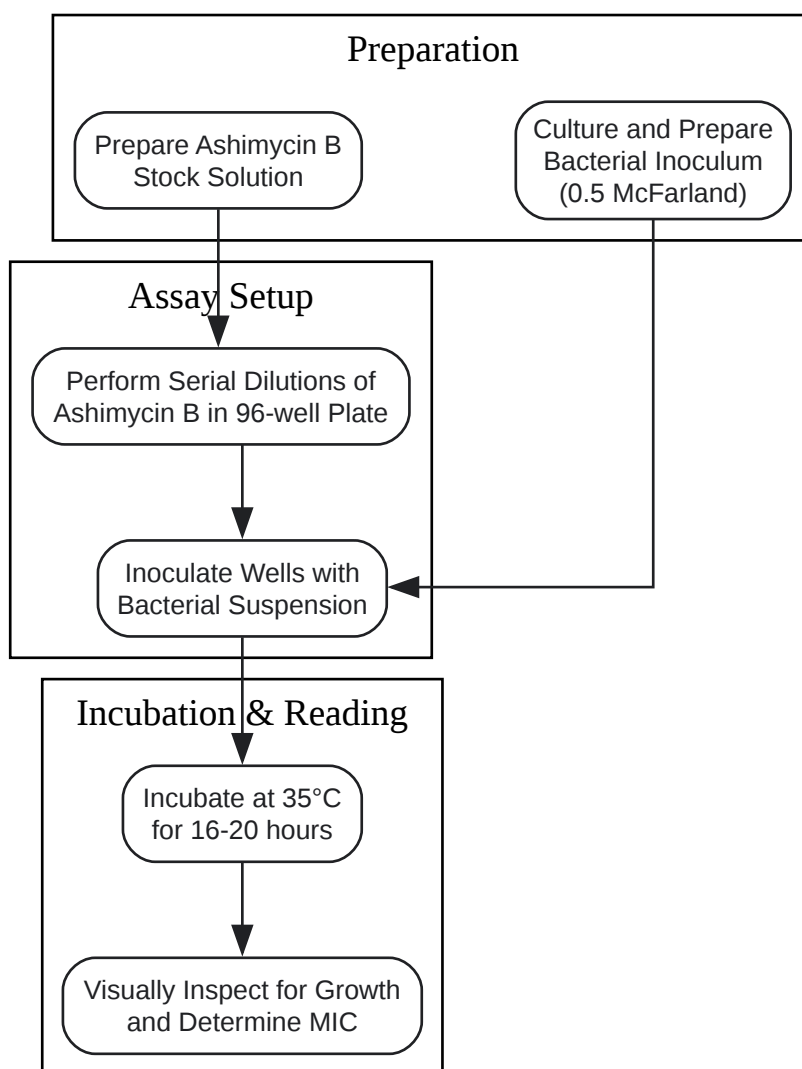 Preparation
Prepare Ashimycin B
Stock Solution
Culture and Prepare
Bacterial Inoculum
(0.5 McFarland)
Assay Setup
Perform Serial Dilutions of
Ashimycin B in 96-well Plate
Inoculate Wells with
Bacterial Suspension
Incubation & Reading
Incubate at 35°C
for 16-20 hours
Visually Inspect for Growth
and Determine MIC